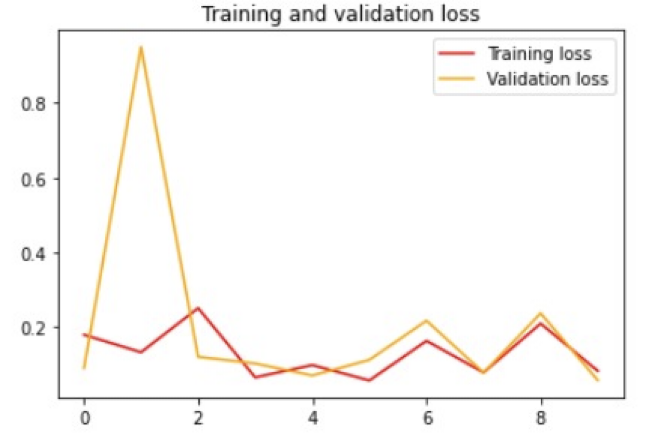 Training and validation loss
Training loss
Validation loss
0.8
0.6
0.4
0.2
0 2 4 6 8